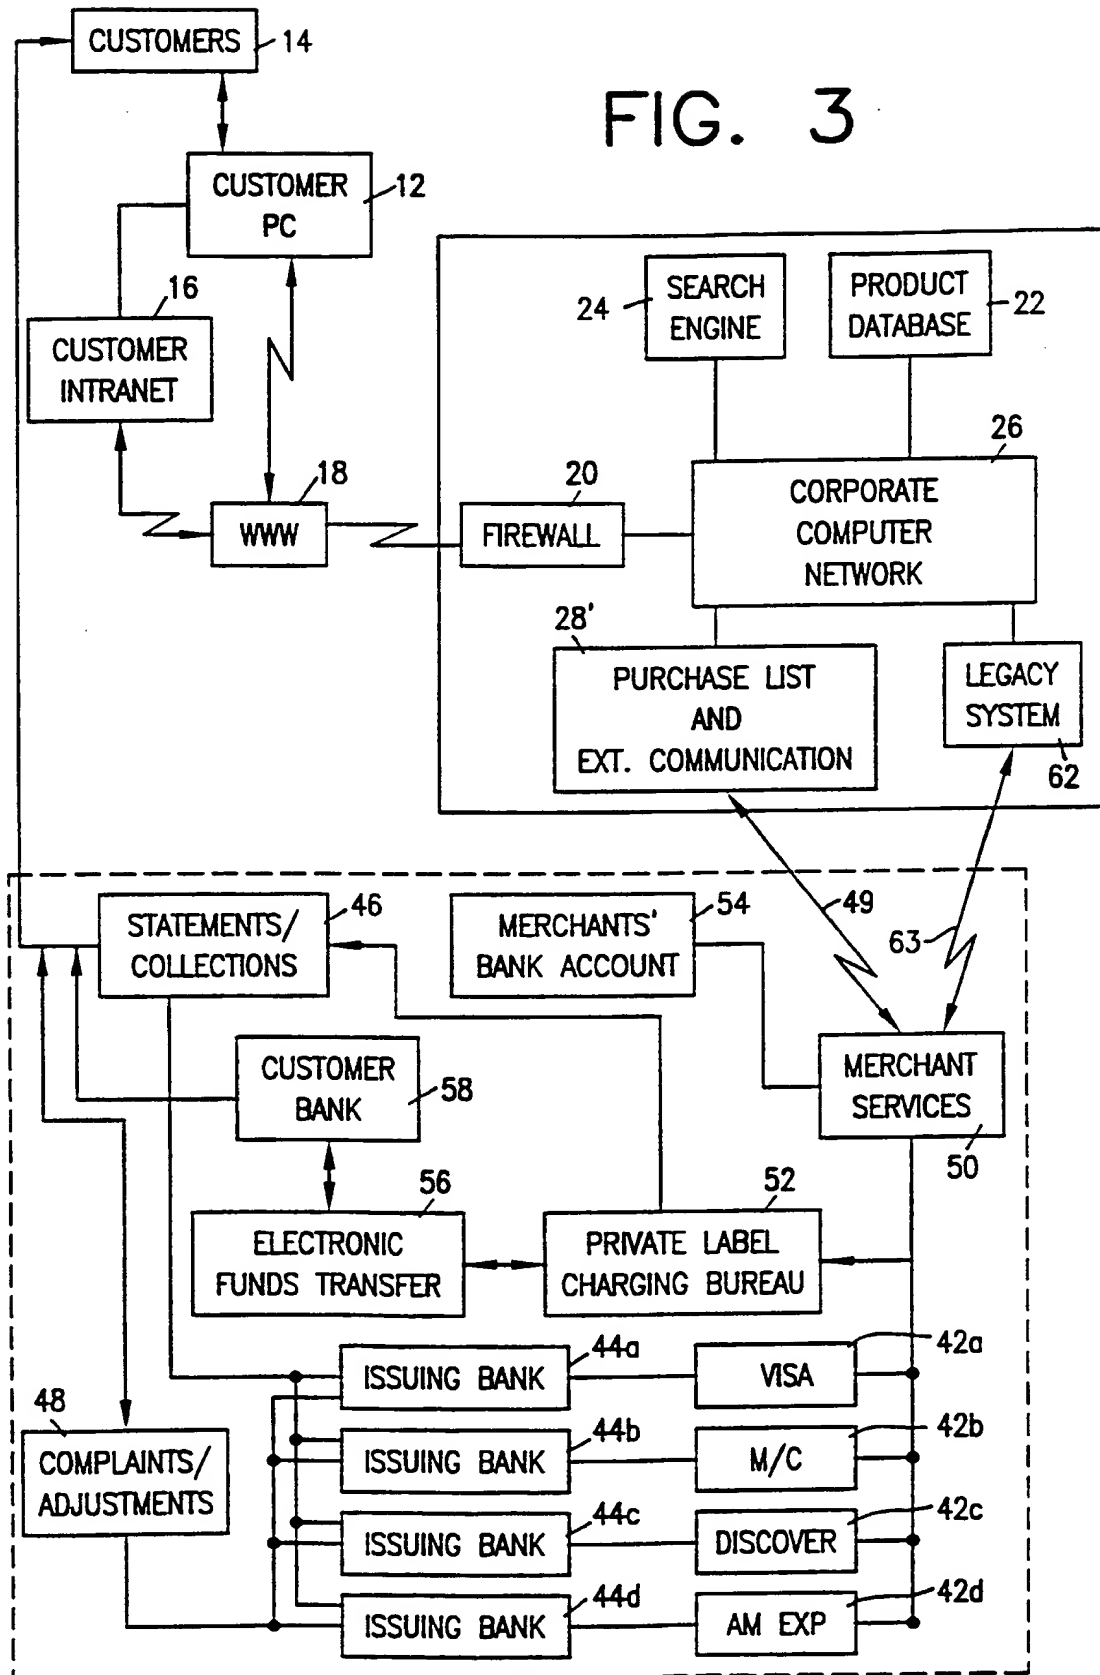 CUSTOMERS
14
FIG. 3
CUSTOMER
PC
12
16
CUSTOMER
INTRANET
24
SEARCH
ENGINE
PRODUCT
DATABASE
22
18
WWW
20
FIREWALL
26
CORPORATE
COMPUTER
NETWORK
28'
PURCHASE LIST
AND
EXT. COMMUNICATION
LEGACY
SYSTEM
62
STATEMENTS/
COLLECTIONS
46
MERCHANTS'
BANK ACCOUNT
54
49
63
CUSTOMER
BANK
58
MERCHANT
SERVICES
50
56
ELECTRONIC
FUNDS TRANSFER
52
PRIVATE LABEL
CHARGING BUREAU
ISSUING BANK
44a
VISA
42a
48
COMPLAINTS/
ADJUSTMENTS
ISSUING BANK
44b
M/C
42b
ISSUING BANK
44c
DISCOVER
42c
ISSUING BANK
44d
AM EXP
42d